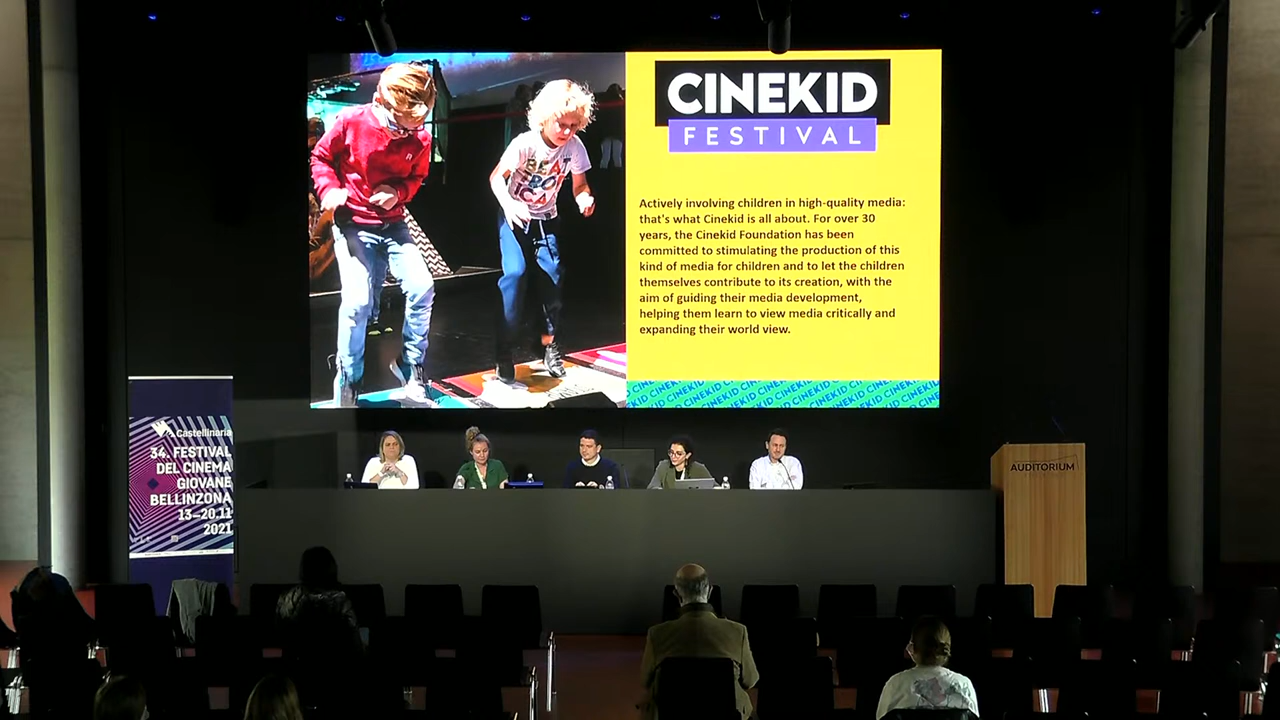 CINEKID
FESTIVAL
Actively involving children in high-quality media:
that's what Cinekid is all about. For over 30
years, the Cinekid Foundation has been
committed to stimulating the production of this
kind of media for children and to let the children
themselves contribute to its creation, with the
aim of guiding their media development,
helping them learn to view media critically and
expanding their world view.
Castellinaria
34. FESTIVAL
DEL CINEMA
GIOVANE
BELLINZONA
13–20.11
2021
AUDITORIUM